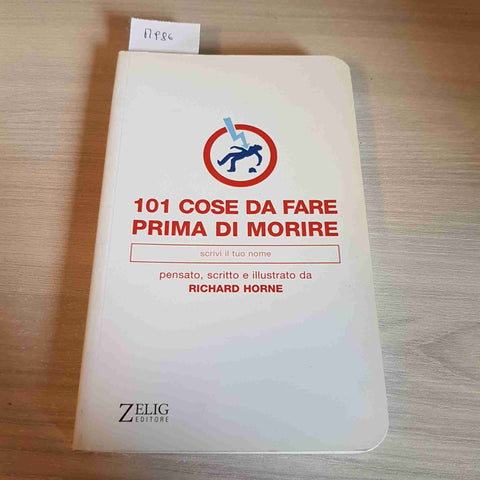 101 COSE DA FARE
PRIMA DI MORIRE
scrivi il tuo nome
pensato, scritto e illustrato da
RICHARD HORNE
ZELIG
EDITORE